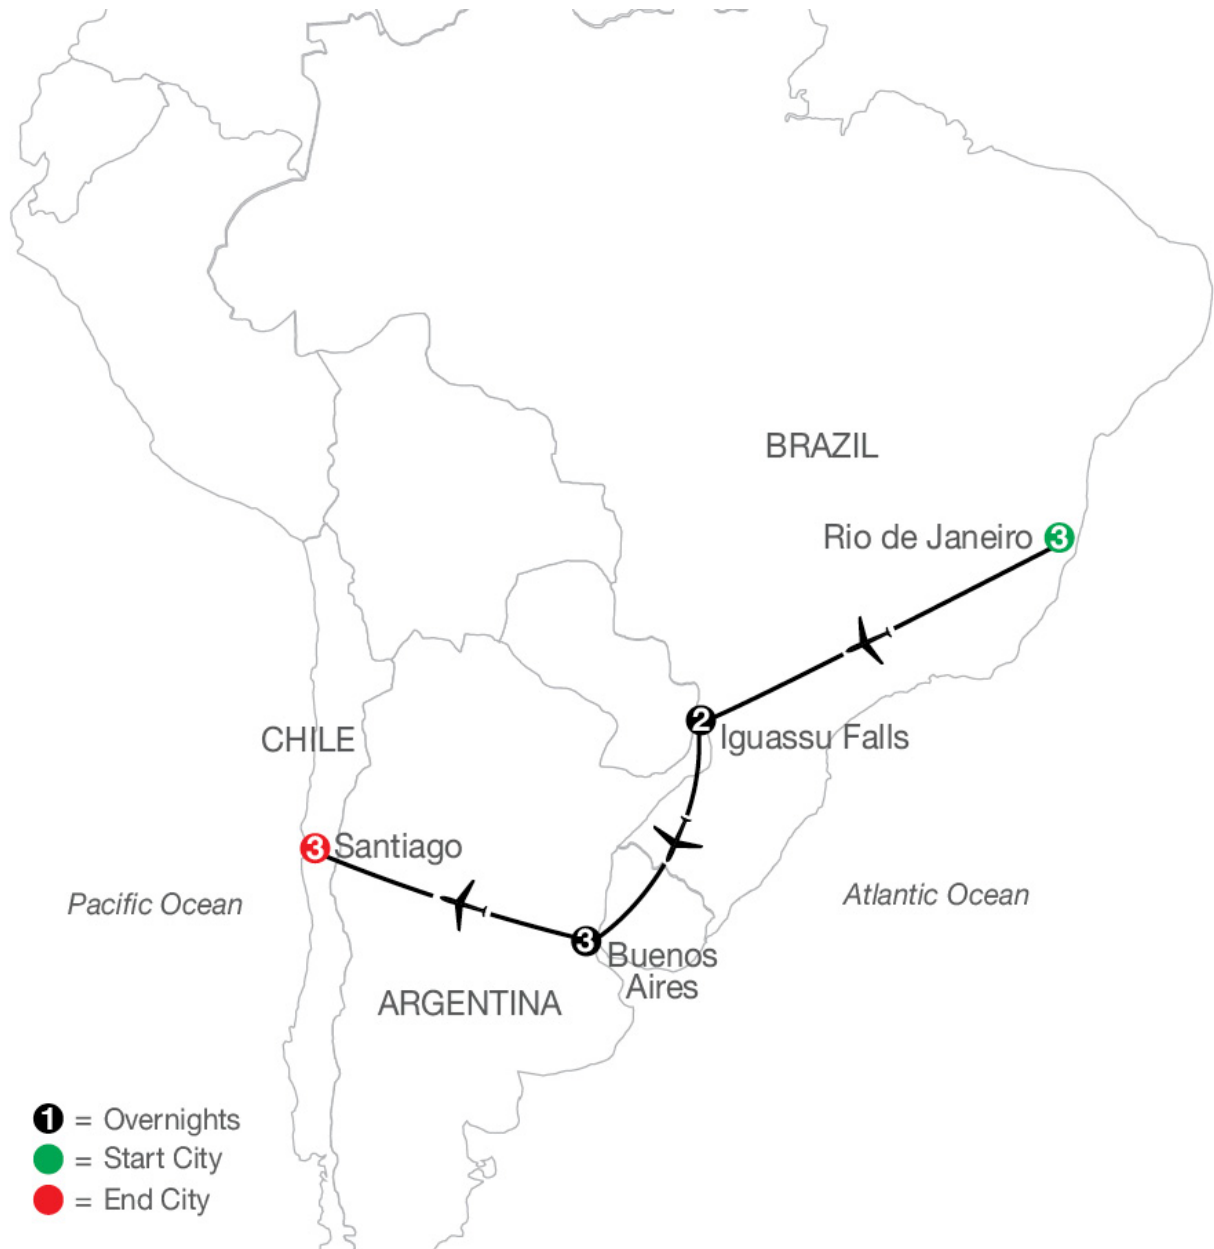 BRAZIL
Rio de Janeiro 3
2
Iguassu Falls
CHILE
3 Santiago
Pacific Ocean
Atlantic Ocean
3
Buenos
Aires
ARGENTINA
1 = Overnights
= Start City
= End City